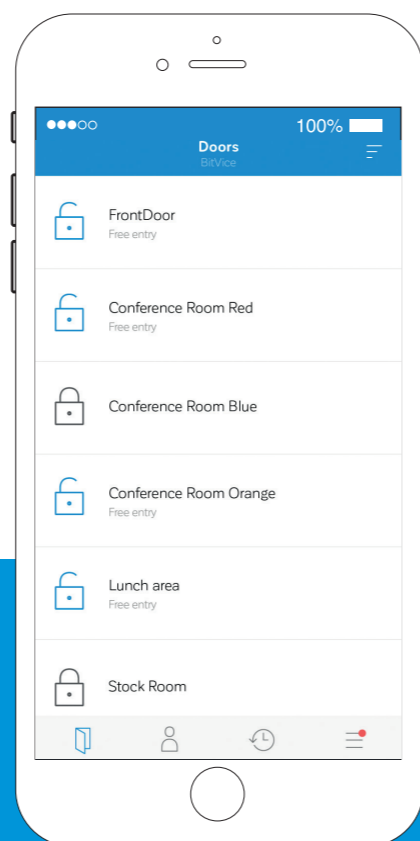 100%
Doors
BitVice
FrontDoor
Free entry
Conference Room Red
Free entry
Conference Room Blue
Conference Room Orange
Free entry
Lunch area
Free entry
Stock Room